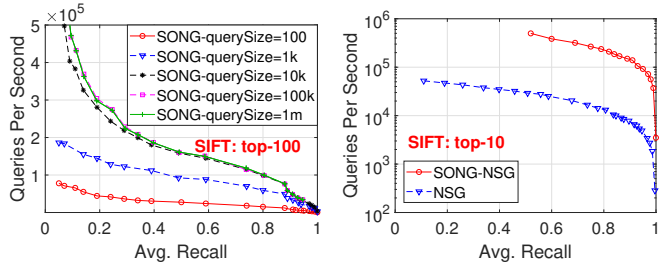 ×10⁵
5
4
3
2
1
0
0.2
0.4
0.6
0.8
1
Queries Per Second
Avg. Recall
SONG-querySize=100
SONG-querySize=1k
SONG-querySize=10k
SONG-querySize=100k
SONG-querySize=1m
SIFT: top-100
10⁶
10⁵
10⁴
10³
10²
0
0.2
0.4
0.6
0.8
1
Queries Per Second
Avg. Recall
SIFT: top-10
SONG-NSG
NSG